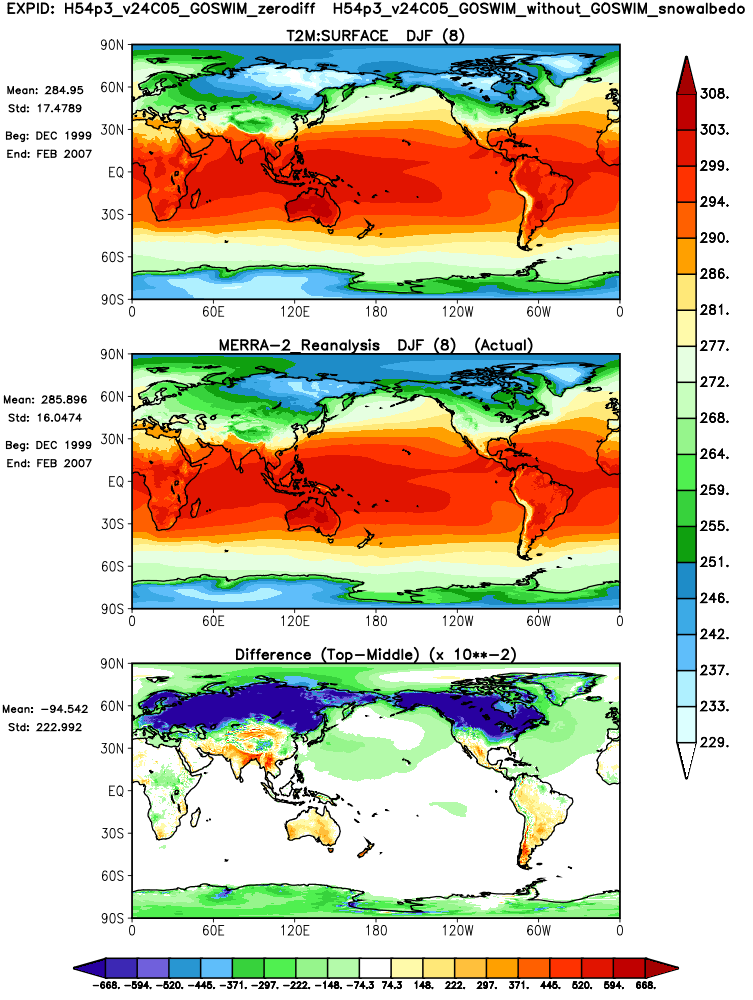 EXPID: H54p3_v24C05_GOSWIM_zerodiff H54p3_v24C05_GOSWIM_without_GOSWIM_snowalbedo
T2M:SURFACE DJF (8)
Mean: 284.95
Std: 17.4789
Beg: DEC 1999
End: FEB 2007
90N
60N
30N
EQ
30S
60S
90S
0 60E 120E 180 120W 60W 0
MERRA-2_Reanalysis DJF (8) (Actual)
Mean: 285.896
Std: 16.0474
Beg: DEC 1999
End: FEB 2007
90N
60N
30N
EQ
30S
60S
90S
0 60E 120E 180 120W 60W 0
Difference (Top-Middle) (x 10**-2)
Mean: -94.542
Std: 222.992
90N
60N
30N
EQ
30S
60S
90S
0 60E 120E 180 120W 60W 0
308.
303.
299.
294.
290.
286.
281.
277.
272.
268.
264.
259.
255.
251.
246.
242.
237.
233.
229.
-668. -594. -520. -445. -371. -297. -222. -148. -74.3 74.3 148. 222. 297. 371. 445. 520. 594. 668.